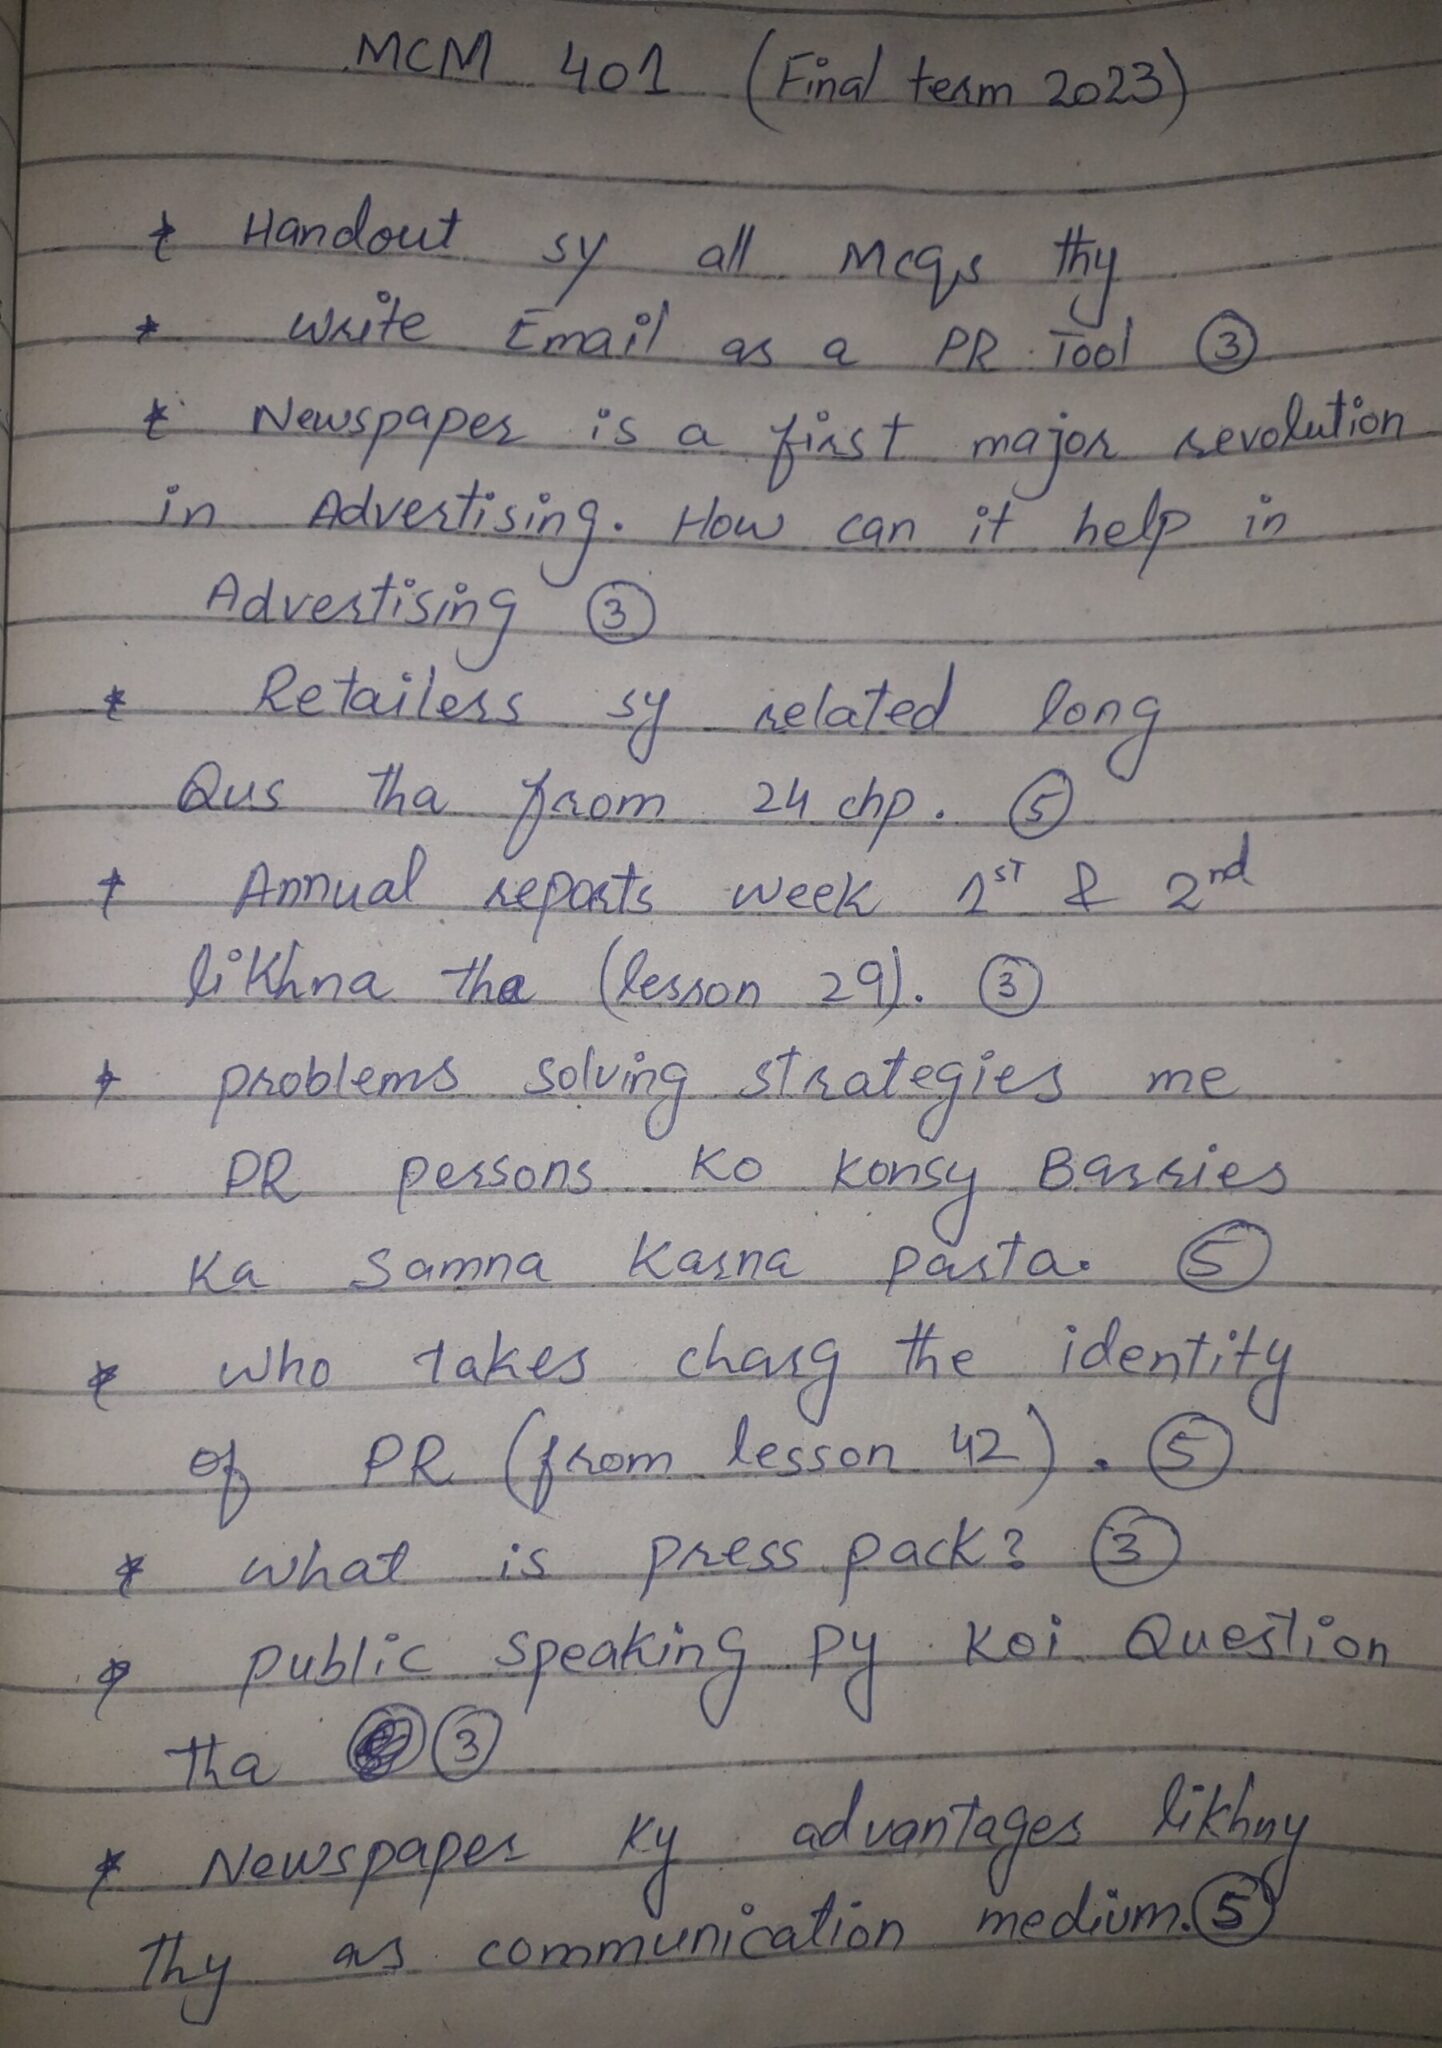 MCM 401 (Final term 2023)
* Handout sy all Mcqs thy
* Write Email as a PR Tool 3
* Newspaper is a first major revolution
in Advertising. How can it help in
Advertising 3
* Retailers sy related long
Qus tha from 24 chp. 5
* Annual reports week 1st & 2nd
likhna tha (lesson 29). 3
* problems solving strategies me
PR persons Ko Konsy Barries
Ka Samna Karna parta. 5
* who takes charg the identity
of PR (from lesson 42). 5
* what is press pack? 3
* public speaking py koi Question
tha 3
* Newspaper ky advantages likhny
thy as communication medium. 5